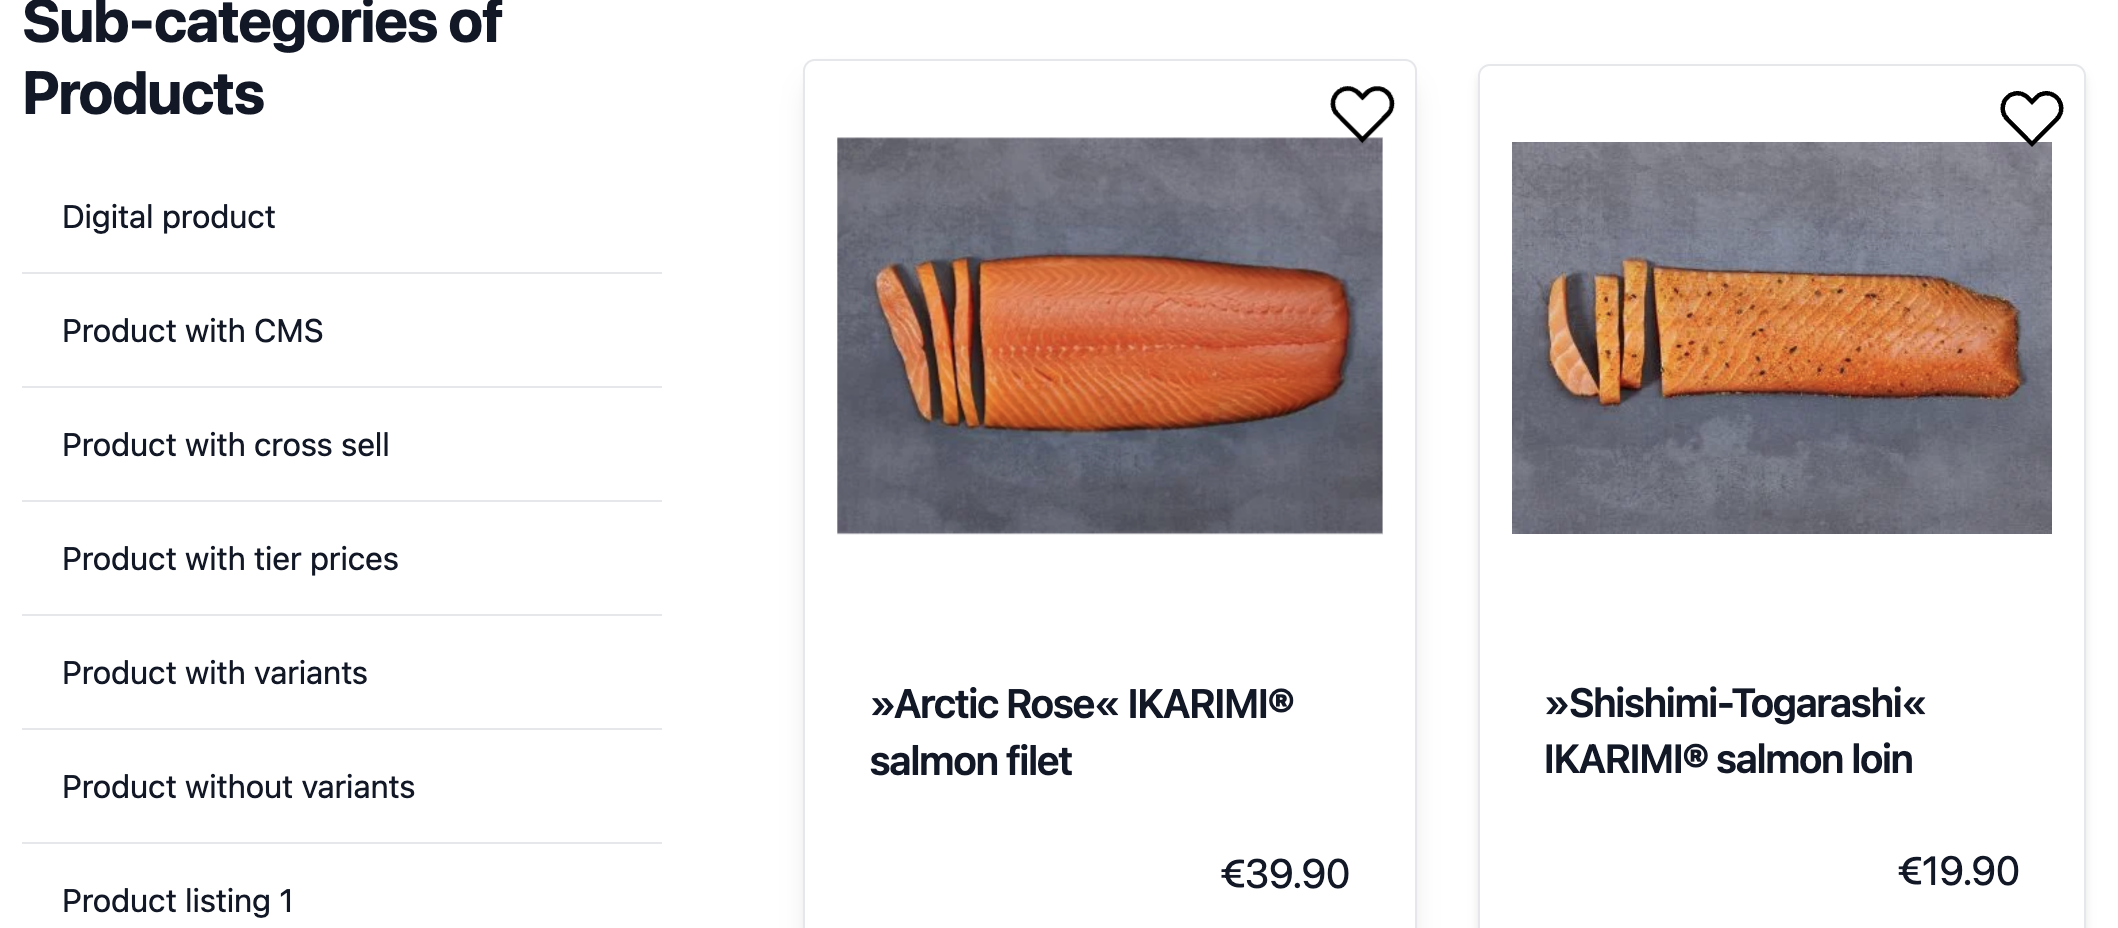 Sub-categories of
Products
Digital product
Product with CMS
Product with cross sell
Product with tier prices
Product with variants
Product without variants
Product listing 1
»Arctic Rose« IKARIMI®
salmon filet
€39.90
»Shishimi-Togarashi«
IKARIMI® salmon loin
€19.90